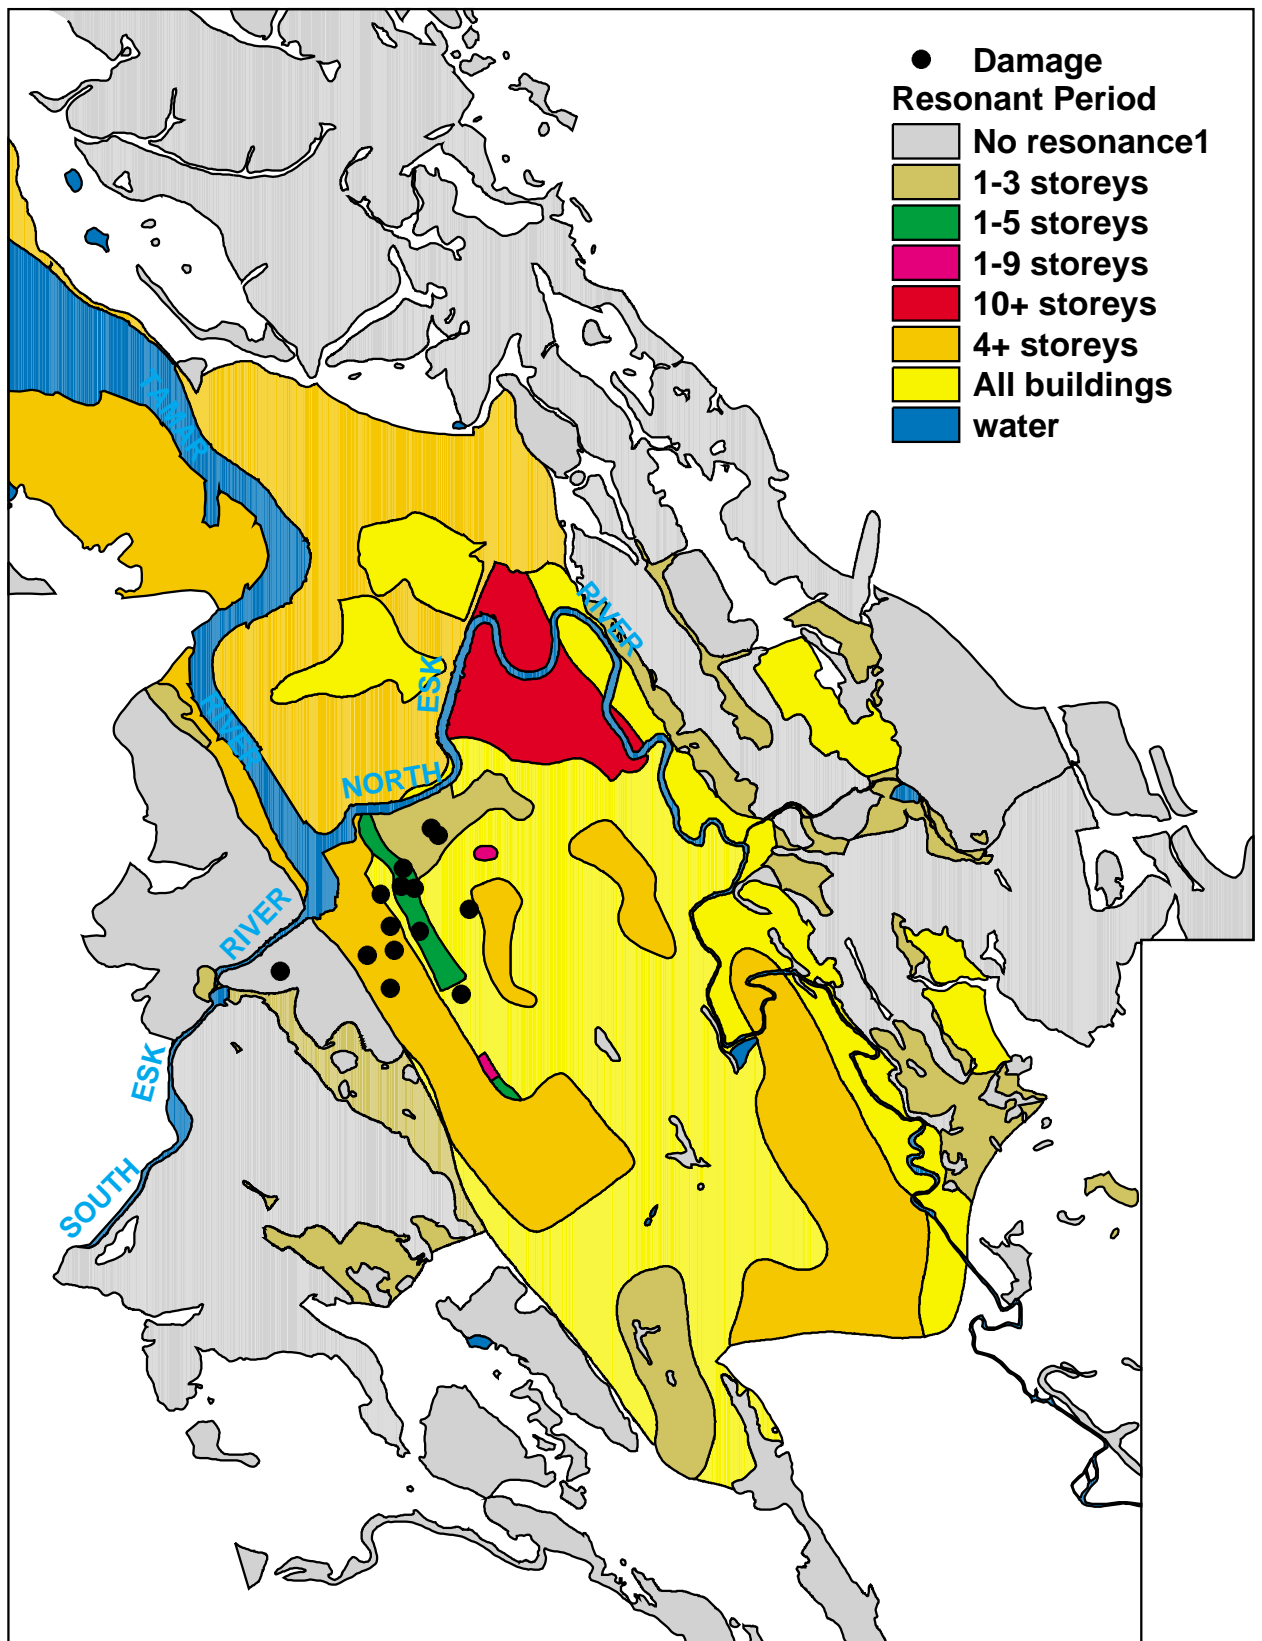 Damage
Resonant Period
No resonance1
1-3 storeys
1-5 storeys
1-9 storeys
10+ storeys
4+ storeys
All buildings
water
TAMAR
RIVER
RIVER
ESK
NORTH
RIVER
ESK
SOUTH